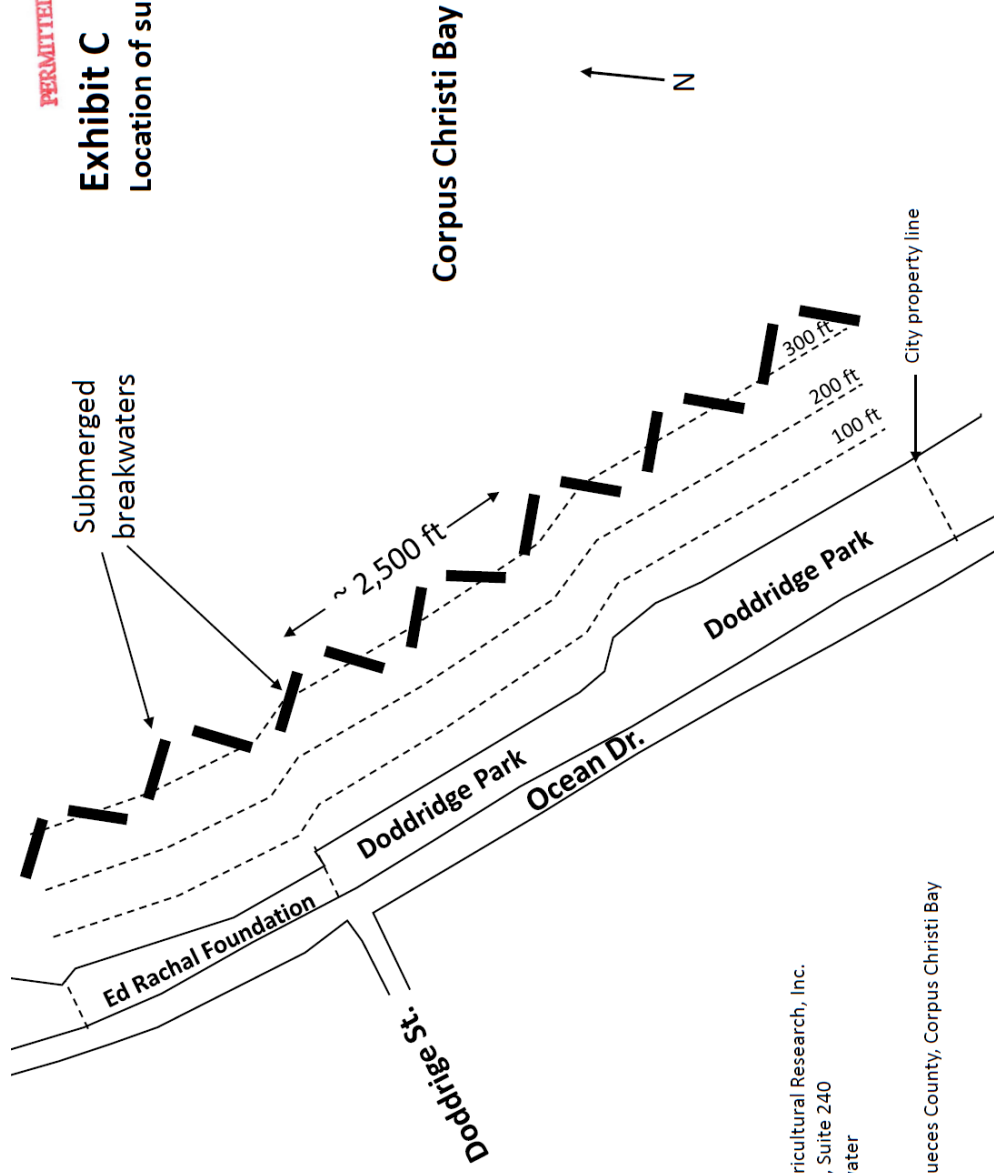 PERMITTED
Exhibit C
Location of su
Corpus Christi Bay
N
Submerged
breakwaters
~ 2,500 ft
300 ft
200 ft
100 ft
City property line
Doddridge Park
Doddridge Park
Ocean Dr.
Ed Rachal Foundation
Doddrige St.
ricultural Research, Inc.
, Suite 240
ater
ueces County, Corpus Christi Bay